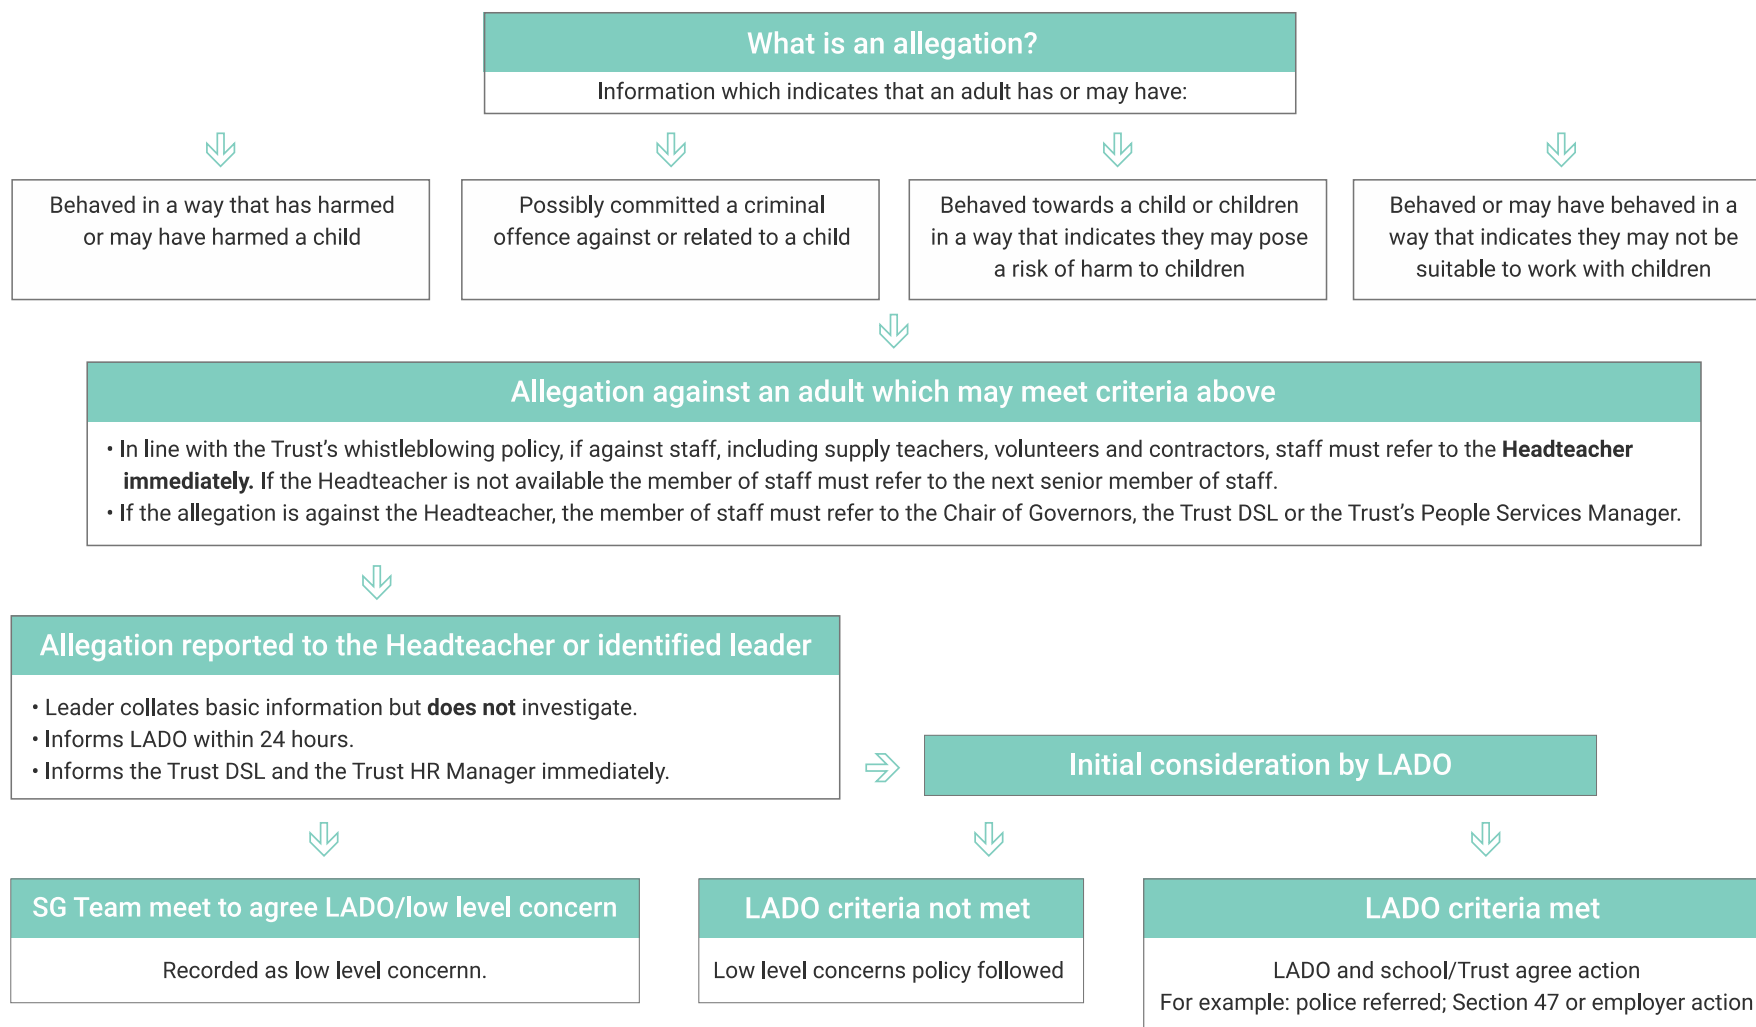 What is an allegation?
Information which indicates that an adult has or may have:
Behaved in a way that has harmed
or may have harmed a child
Possibly committed a criminal
offence against or related to a child
Behaved towards a child or children
in a way that indicates they may pose
a risk of harm to children
Behaved or may have behaved in a
way that indicates they may not be
suitable to work with children
Allegation against an adult which may meet criteria above
• In line with the Trust’s whistleblowing policy, if against staff, including supply teachers, volunteers and contractors, staff must refer to the Headteacher
immediately. If the Headteacher is not available the member of staff must refer to the next senior member of staff.
• If the allegation is against the Headteacher, the member of staff must refer to the Chair of Governors, the Trust DSL or the Trust’s People Services Manager.
Allegation reported to the Headteacher or identified leader
• Leader collates basic information but does not investigate.
• Informs LADO within 24 hours.
• Informs the Trust DSL and the Trust HR Manager immediately.
Initial consideration by LADO
SG Team meet to agree LADO/low level concern
Recorded as low level concernn.
LADO criteria not met
Low level concerns policy followed
LADO criteria met
LADO and school/Trust agree action
For example: police referred; Section 47 or employer action